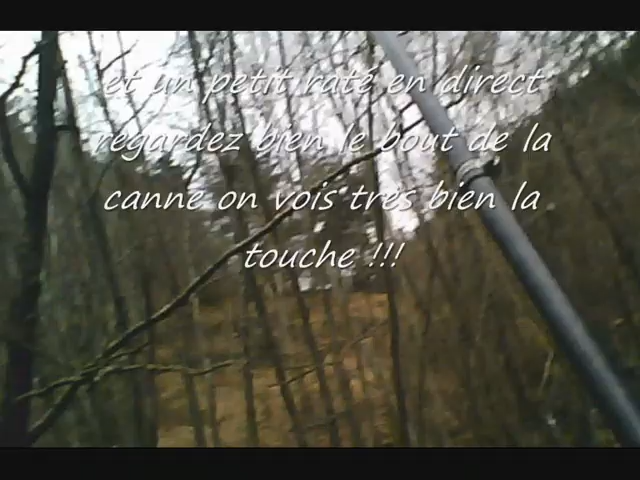 et un petit raté en direct
regardez bien le bout de la
canne on vois très bien la
touche !!!